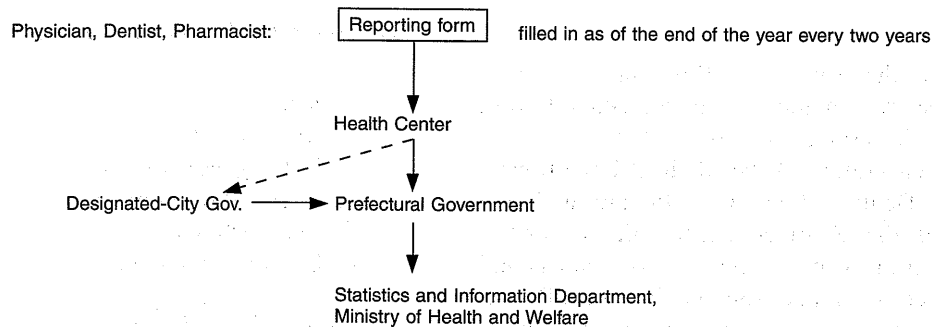 Physician, Dentist, Pharmacist: Reporting form filled in as of the end of the year every two years
Health Center
Designated-City Gov. Prefectural Government
Statistics and Information Department,
Ministry of Health and Welfare